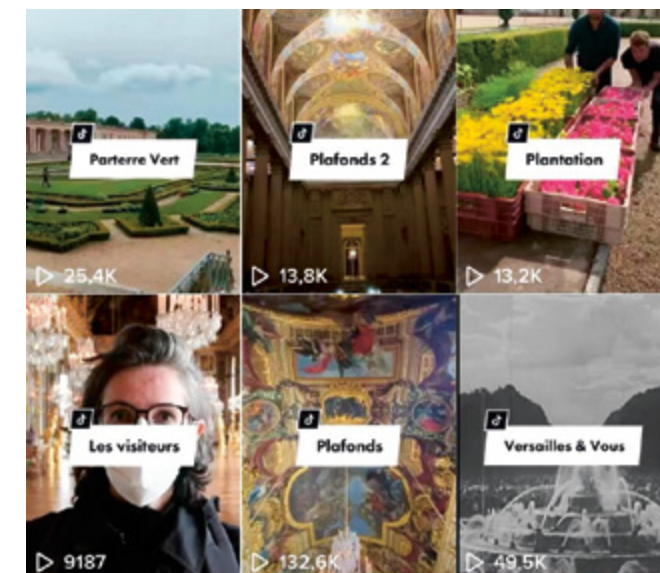 Parterre Vert
25,4K
Plafonds 2
13,8K
Plantation
13,2K
Les visiteurs
9187
Plafonds
132,6K
Versailles & Vous
49,5K